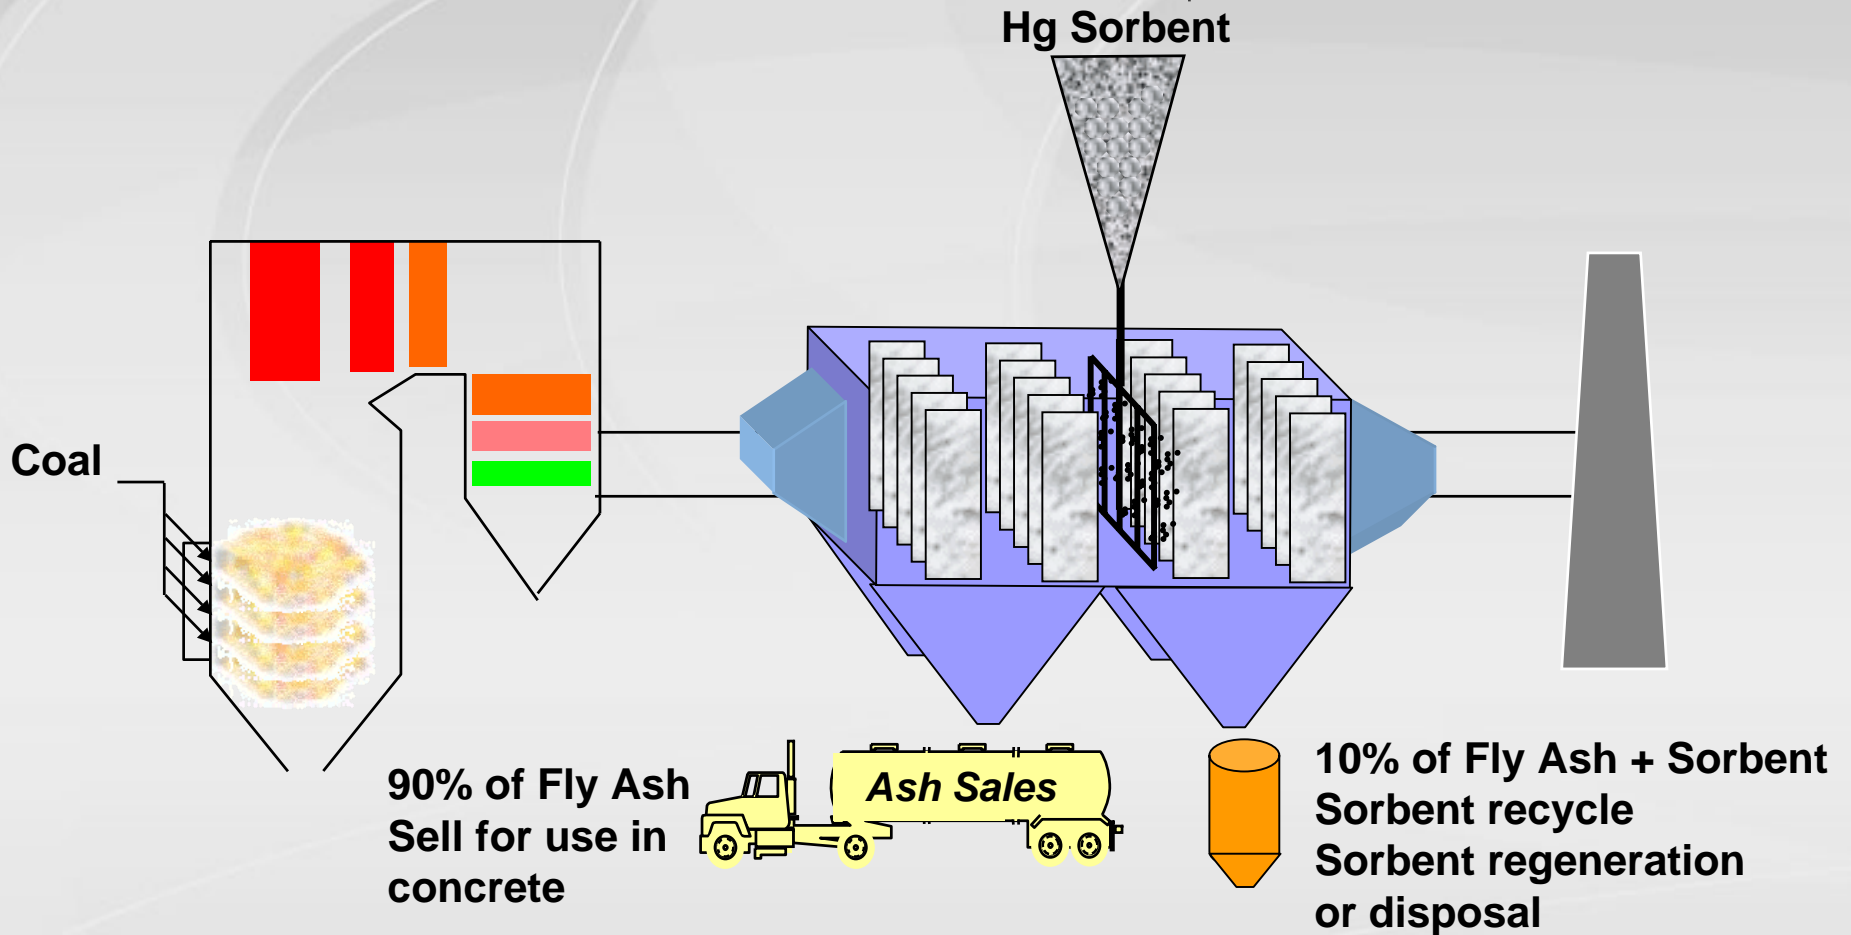 Hg Sorbent
Coal
90% of Fly Ash
Sell for use in
concrete
Ash Sales
10% of Fly Ash + Sorbent
Sorbent recycle
Sorbent regeneration
or disposal